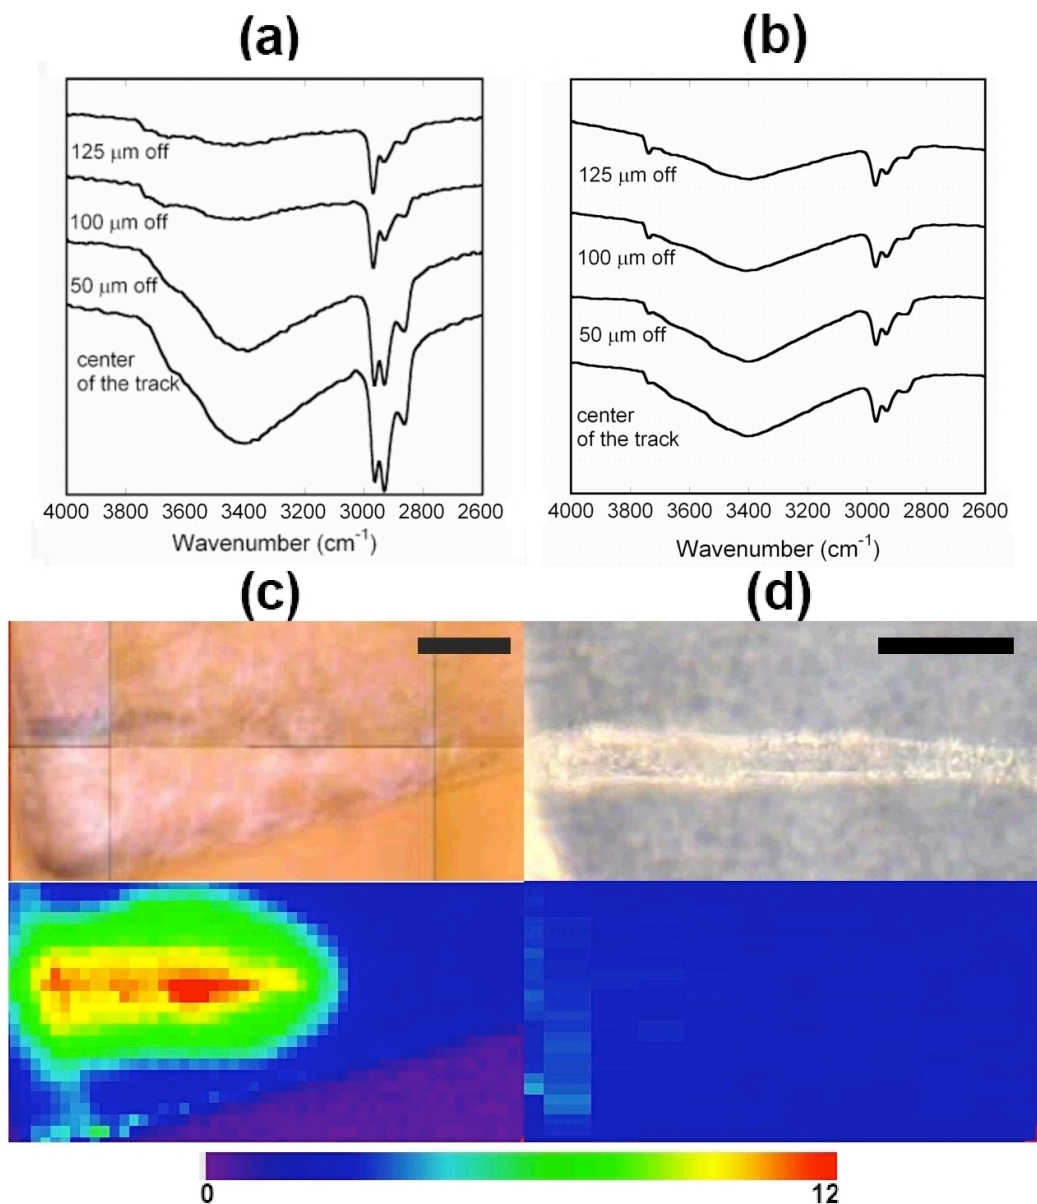 (a)
(b)
125 μm off
100 μm off
50 μm off
center
of the track
4000 3800 3600 3400 3200 3000 2800 2600
Wavenumber (cm⁻¹)
125 μm off
100 μm off
50 μm off
center
of the track
4000 3800 3600 3400 3200 3000 2800 2600
Wavenumber (cm⁻¹)
(c)
(d)
0
12